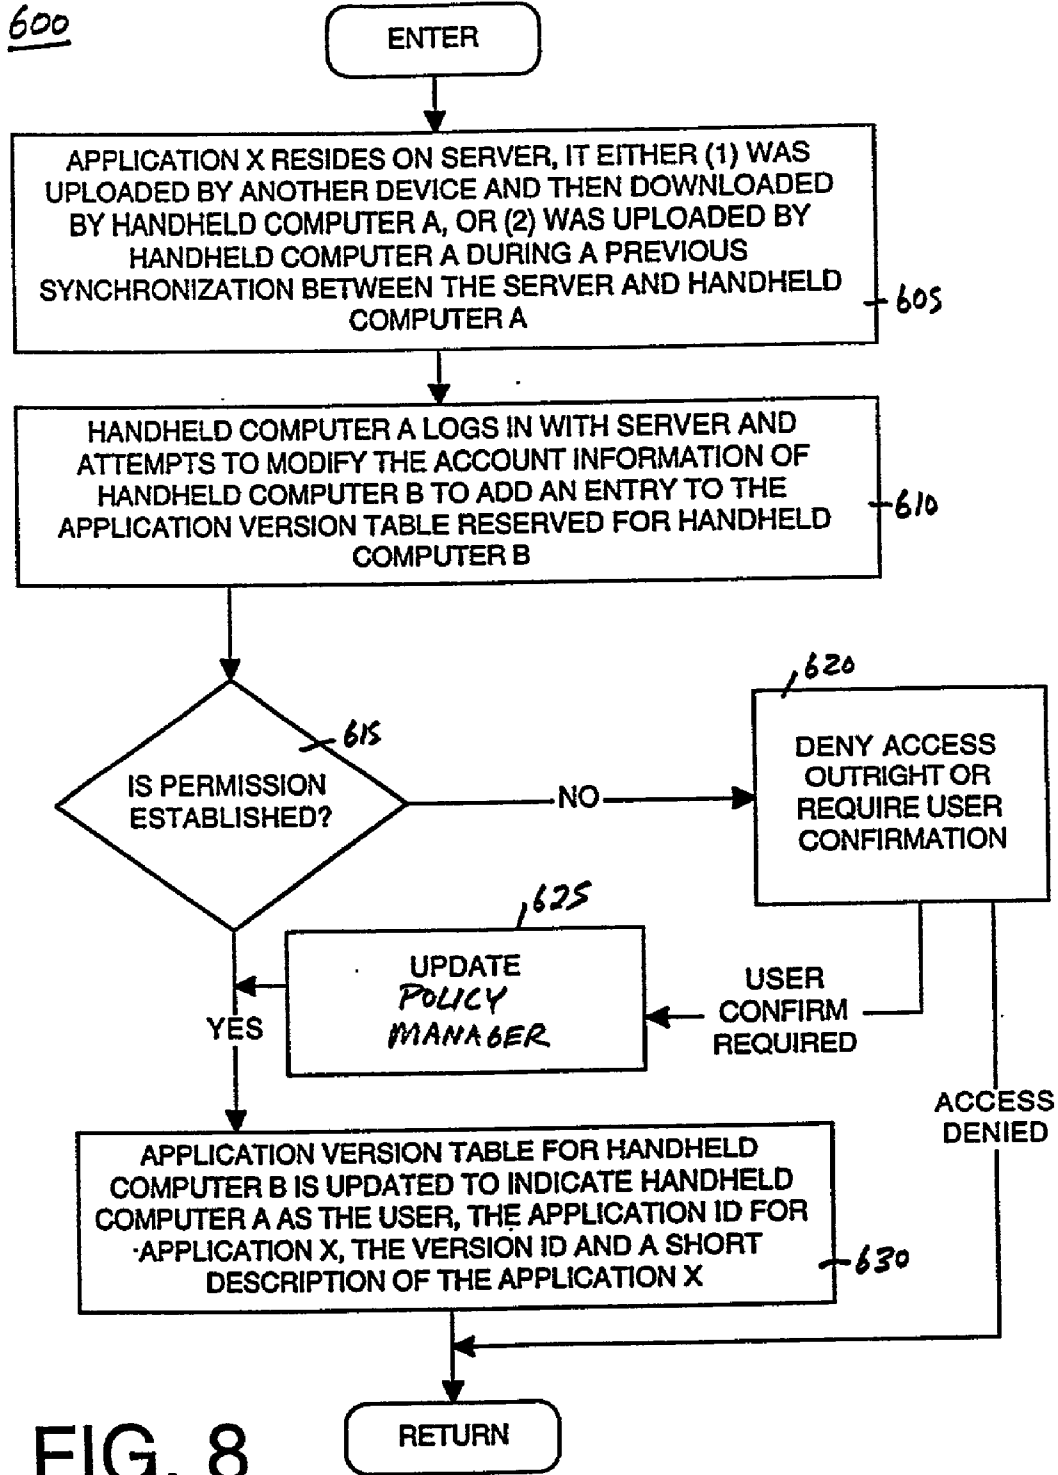 600
ENTER
APPLICATION X RESIDES ON SERVER, IT EITHER (1) WAS
UPLOADED BY ANOTHER DEVICE AND THEN DOWNLOADED
BY HANDHELD COMPUTER A, OR (2) WAS UPLOADED BY
HANDHELD COMPUTER A DURING A PREVIOUS
SYNCHRONIZATION BETWEEN THE SERVER AND HANDHELD
COMPUTER A
605
HANDHELD COMPUTER A LOGS IN WITH SERVER AND
ATTEMPTS TO MODIFY THE ACCOUNT INFORMATION OF
HANDHELD COMPUTER B TO ADD AN ENTRY TO THE
APPLICATION VERSION TABLE RESERVED FOR HANDHELD
COMPUTER B
610
615
IS PERMISSION
ESTABLISHED?
NO
620
DENY ACCESS
OUTRIGHT OR
REQUIRE USER
CONFIRMATION
625
UPDATE
POLICY
MANAGER
USER
CONFIRM
REQUIRED
YES
ACCESS
DENIED
APPLICATION VERSION TABLE FOR HANDHELD
COMPUTER B IS UPDATED TO INDICATE HANDHELD
COMPUTER A AS THE USER, THE APPLICATION ID FOR
APPLICATION X, THE VERSION ID AND A SHORT
DESCRIPTION OF THE APPLICATION X
630
RETURN
FIG. 8